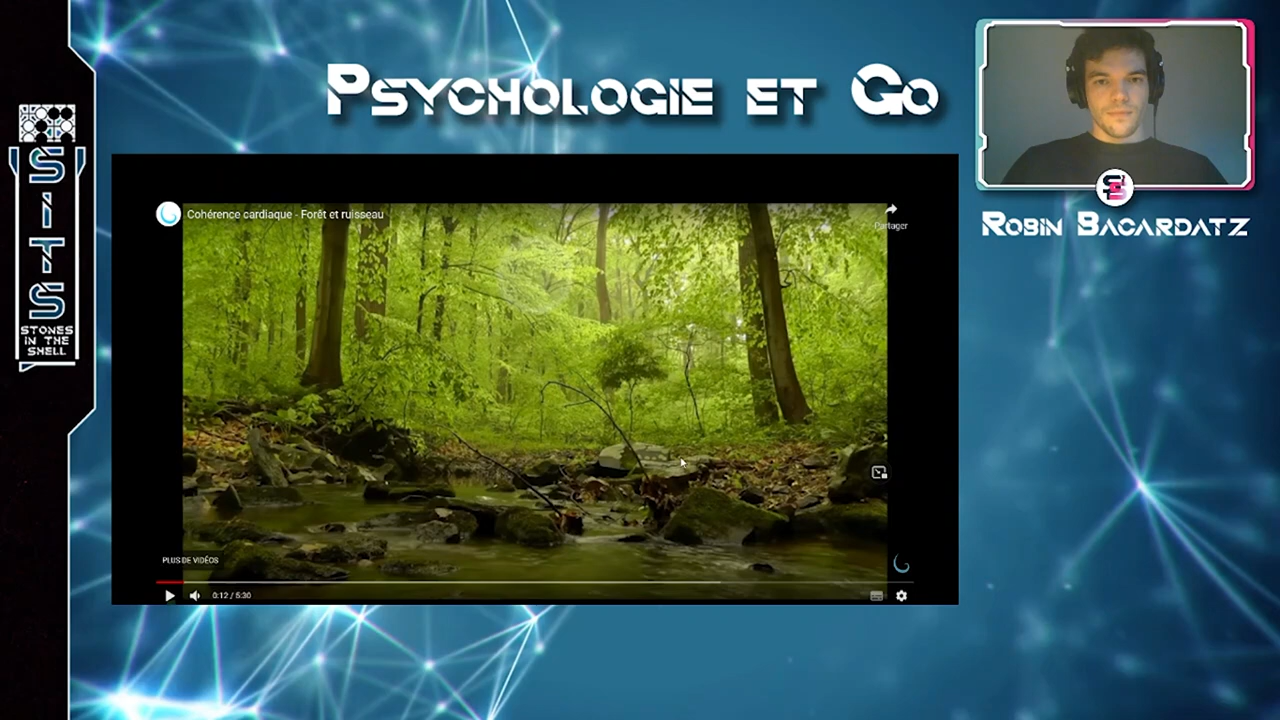 Psychologie et Go
SITS
STONES
IN THE
SHELL
Robin Bacardatz
Cohérence cardiaque - Forêt et ruisseau
Partager
PLUS DE VIDÉOS
0:12 / 5:30